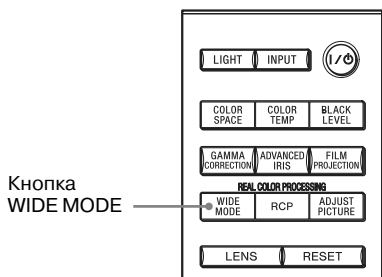 LIGHT INPUT I/⏻
COLOR SPACE COLOR TEMP BLACK LEVEL
GAMMA CORRECTION ADVANCED IRIS FILM PROJECTION
REAL COLOR PROCESSING
Кнопка
WIDE MODE
WIDE MODE RCP ADJUST PICTURE
LENS RESET